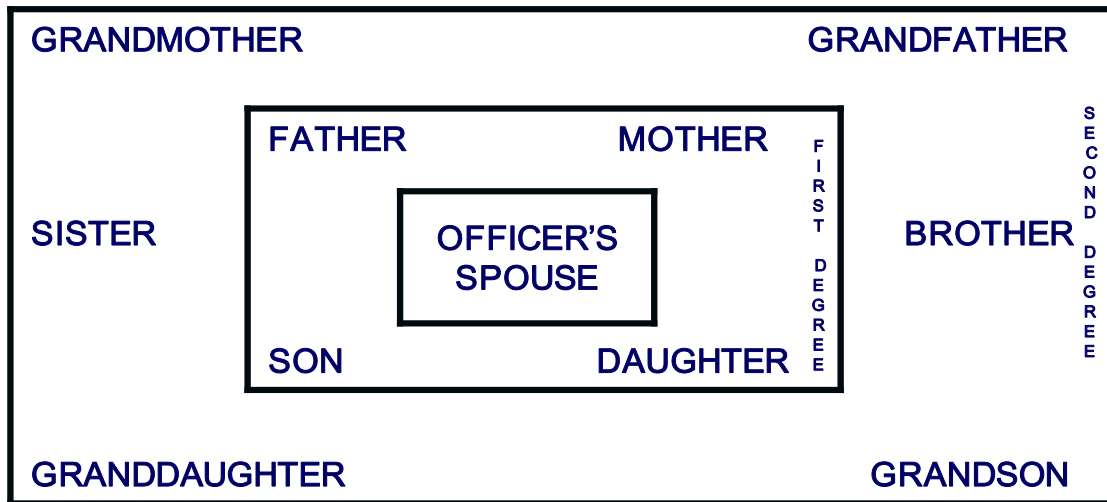 GRANDMOTHER GRANDFATHER
FATHER MOTHER
FIRST DEGREE
SECOND DEGREE
SISTER
OFFICER’S
SPOUSE
BROTHER
SON DAUGHTER
GRANDDAUGHTER GRANDSON